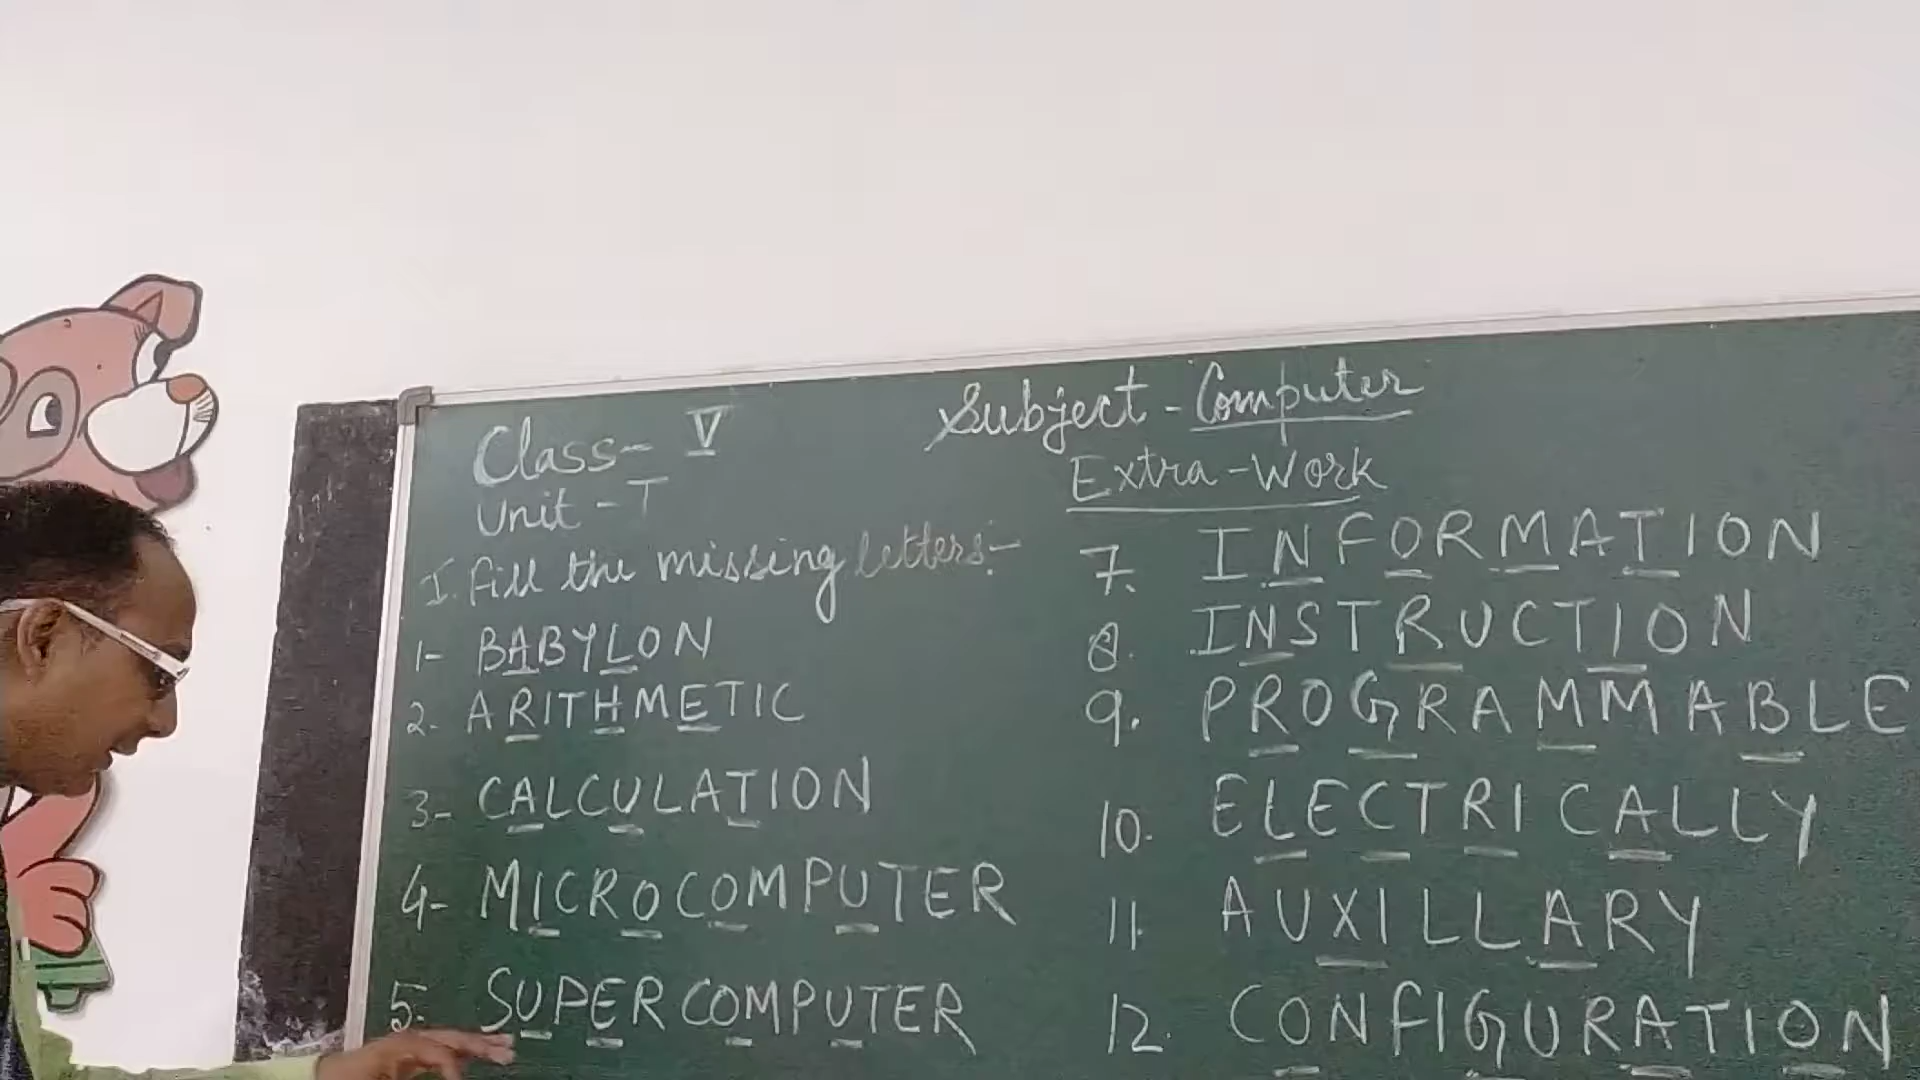 Class- V
Subject - Computer
Unit - I
Extra - Work
I. Fill the missing letters:-
1- BABYLON
2- ARITHMETIC
3- CALCULATION
4- MICROCOMPUTER
5- SUPERCOMPUTER
7. INFORMATION
8. INSTRUCTION
9. PROGRAMMABLE
10. ELECTRICALLY
11. AUXILLARY
12. CONFIGURATION